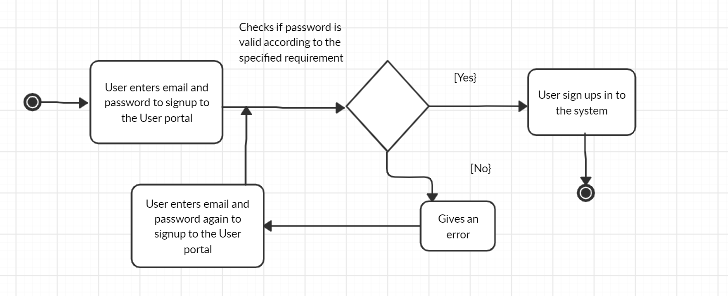 Checks if password is
valid according to the
specified requirement
User enters email and
password to signup to
the User portal
[Yes}
User sign ups in to
the system
[No}
User enters email and
password again to
signup to the User
portal
Gives an
error